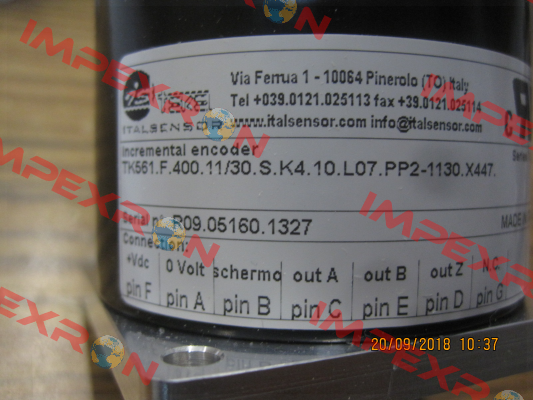 Via Ferrua 1 - 10064 Pinerolo (TO) Italy
Tel +039.0121.025113 fax +39.0121.025114
www.italsensor.com info@italsensor.com
ITALSENSOR
Incremental encoder
TK561.F.400.11/30.S.K4.10.L07.PP2-1130.X447.
Serial nr. R09.05160.1327
MADE IN
Connection:
+Vdc 0 Volt schermo out A out B out Z N.C.
pin F pin A pin B pin C pin E pin D pin G
20/09/2018 10:37
IMPEXRON